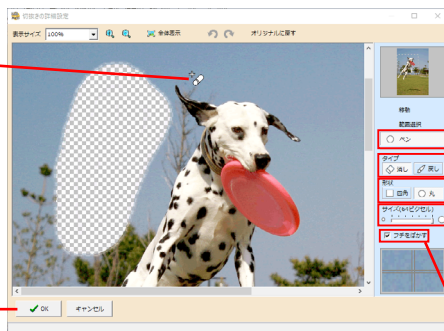 切抜きの詳細設定
表示サイズ 100% 全体表示 オリジナルに戻す
移動
範囲選択
ペン
タイプ
消し 戻し
形状
四角 丸
サイズ(64ピクセル)
0
フチをぼかす
OK キャンセル